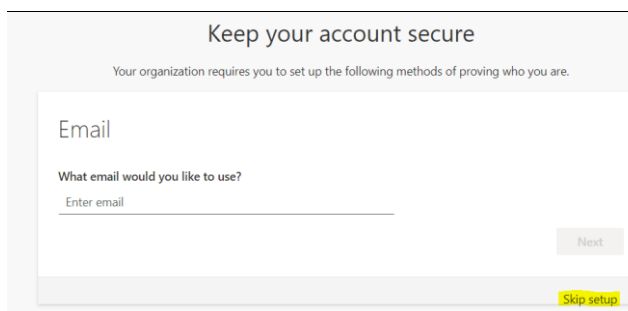 Keep your account secure
Your organization requires you to set up the following methods of proving who you are.
Email
What email would you like to use?
Enter email
Next
Skip setup